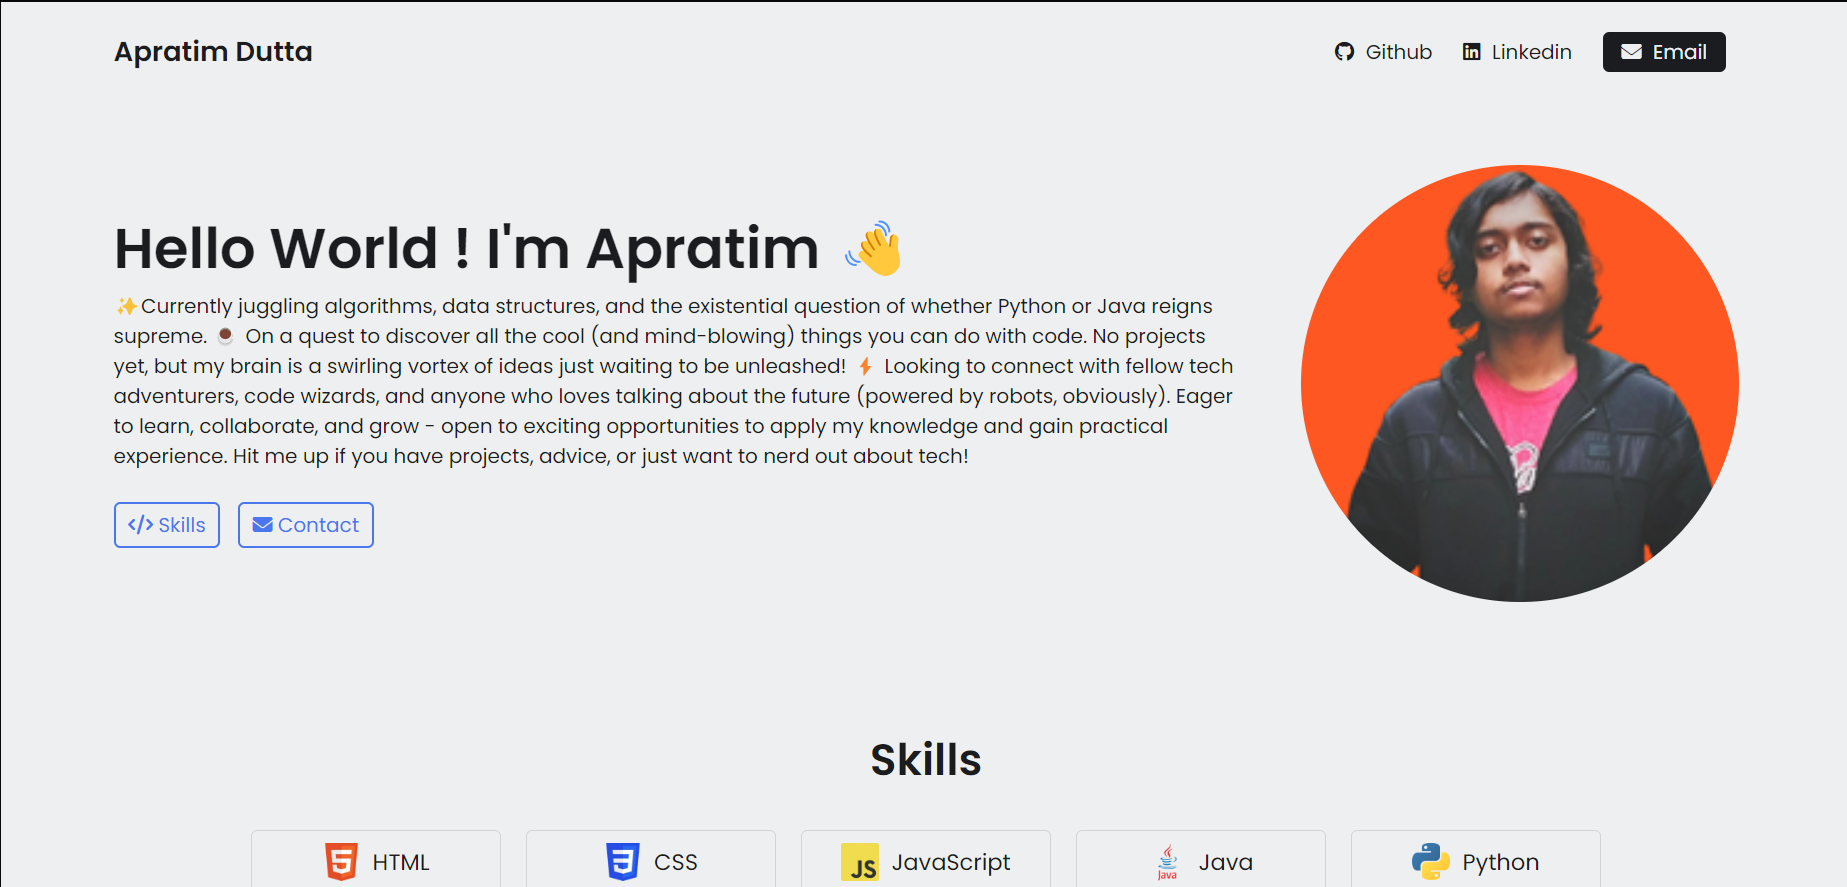 Apratim Dutta
Github
Linkedin
Email
Hello World ! I'm Apratim 👋
✨Currently juggling algorithms, data structures, and the existential question of whether Python or Java reigns
supreme. ☕ On a quest to discover all the cool (and mind-blowing) things you can do with code. No projects
yet, but my brain is a swirling vortex of ideas just waiting to be unleashed! ⚡ Looking to connect with fellow tech
adventurers, code wizards, and anyone who loves talking about the future (powered by robots, obviously). Eager
to learn, collaborate, and grow - open to exciting opportunities to apply my knowledge and gain practical
experience. Hit me up if you have projects, advice, or just want to nerd out about tech!
</> Skills
Contact
Skills
HTML
CSS
JS JavaScript
Java Java
Python